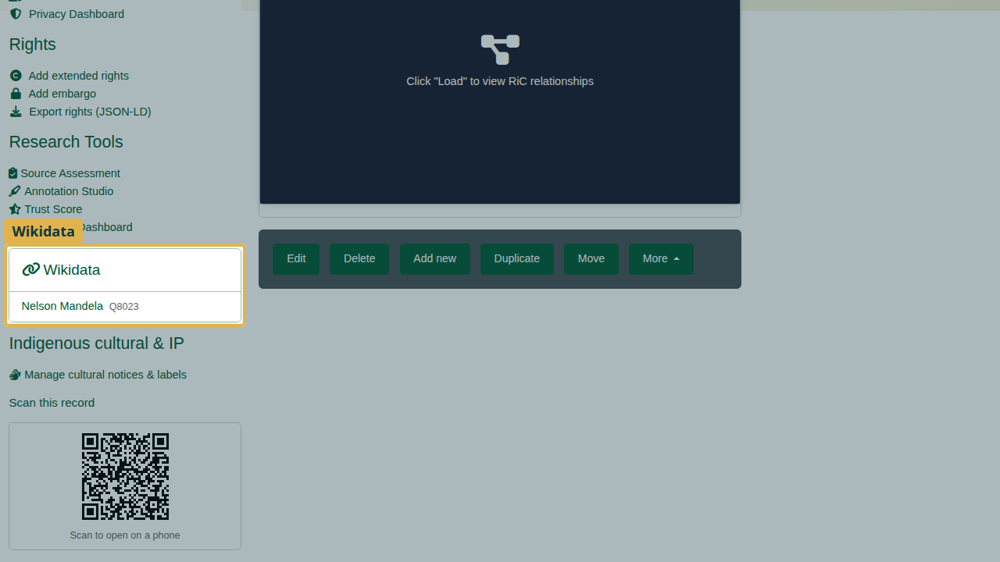 Privacy Dashboard
Rights
Add extended rights
Add embargo
Export rights (JSON-LD)
Research Tools
Source Assessment
Annotation Studio
Trust Score
Dashboard
Wikidata
Wikidata
Nelson Mandela Q8023
Indigenous cultural & IP
Manage cultural notices & labels
Scan this record
Scan to open on a phone
Click "Load" to view RiC relationships
Edit
Delete
Add new
Duplicate
Move
More